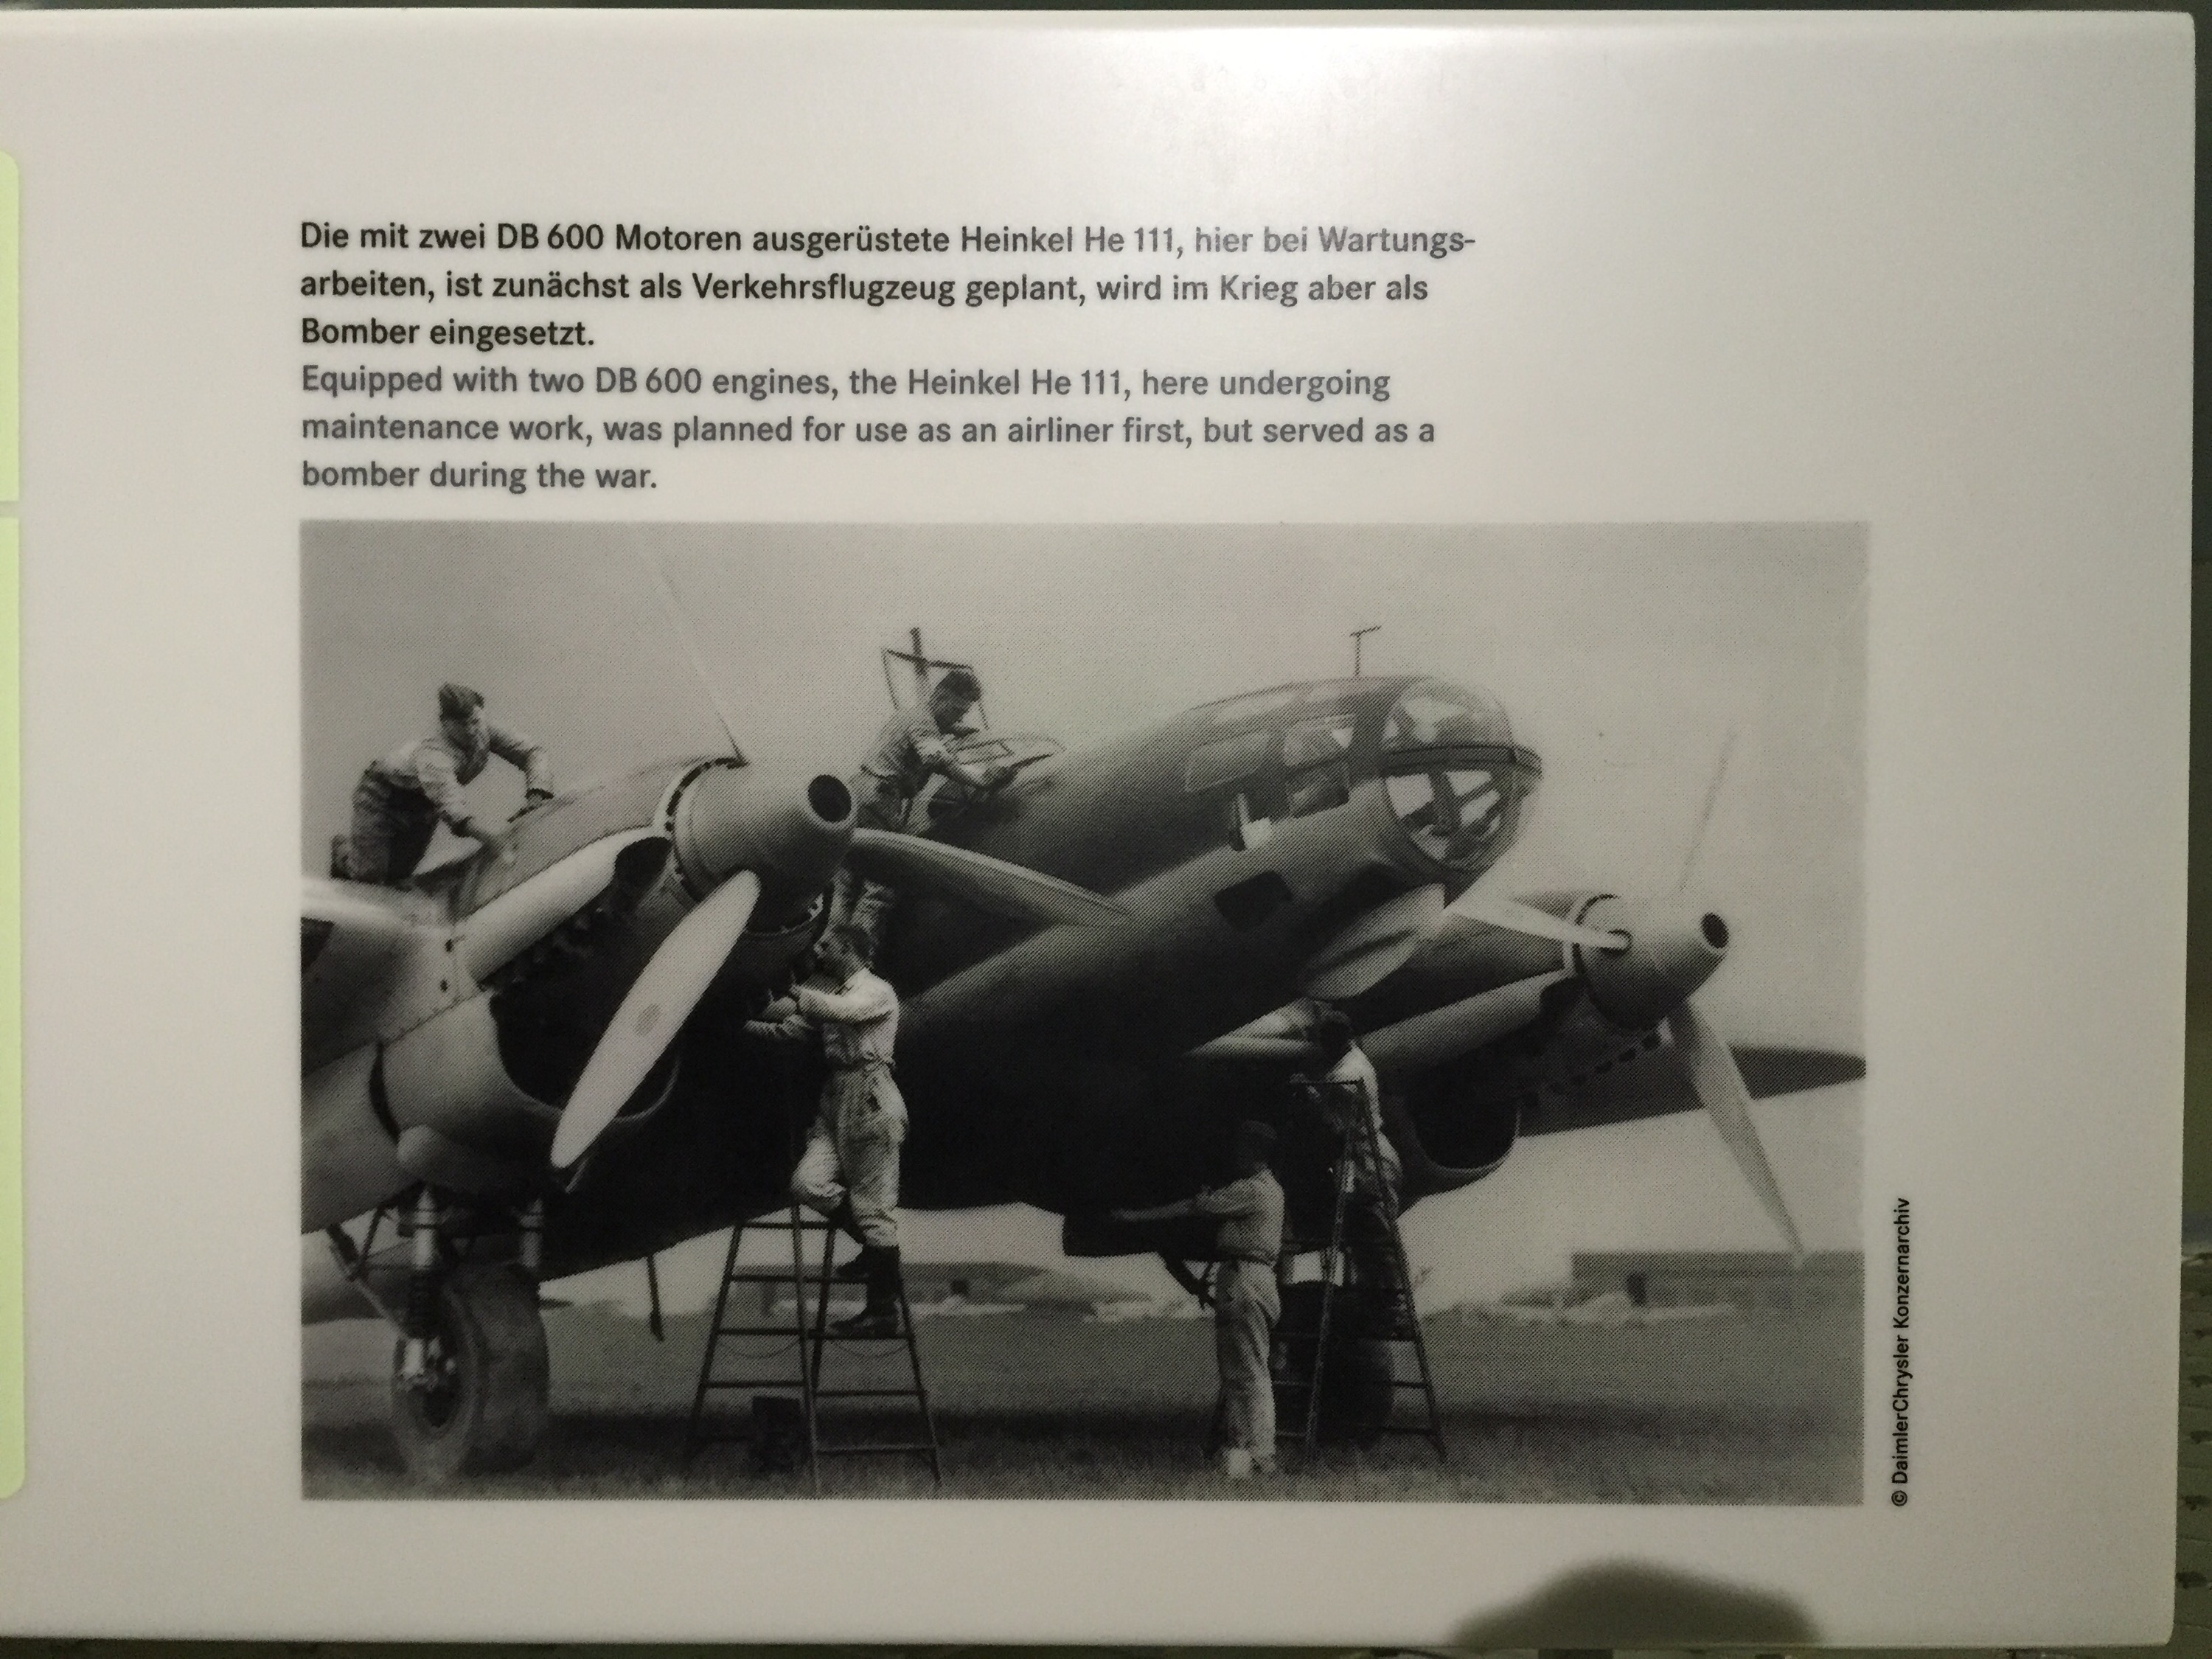 Die mit zwei DB 600 Motoren ausgerüstete Heinkel He 111, hier bei Wartungs-
arbeiten, ist zunächst als Verkehrsflugzeug geplant, wird im Krieg aber als
Bomber eingesetzt.
Equipped with two DB 600 engines, the Heinkel He 111, here undergoing
maintenance work, was planned for use as an airliner first, but served as a
bomber during the war.
© DaimlerChrysler Konzernarchiv